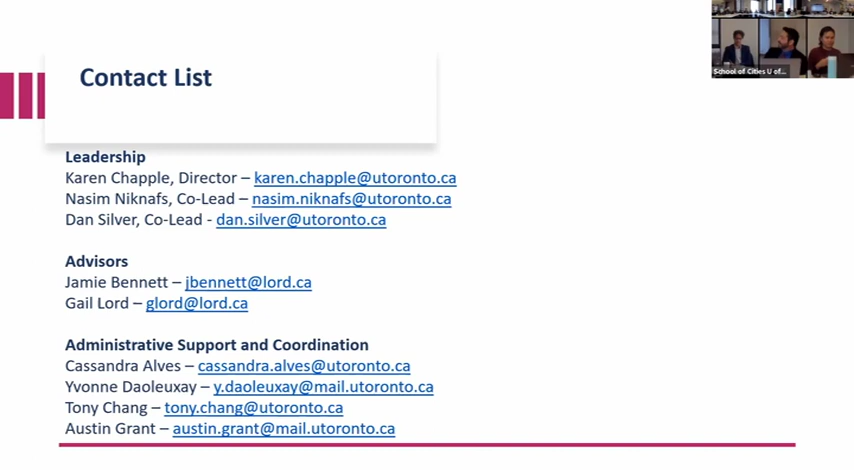 Contact List
School of Cities U of...
Leadership
Karen Chapple, Director – karen.chapple@utoronto.ca
Nasim Niknafs, Co-Lead – nasim.niknafs@utoronto.ca
Dan Silver, Co-Lead - dan.silver@utoronto.ca
Advisors
Jamie Bennett – jbennett@lord.ca
Gail Lord – glord@lord.ca
Administrative Support and Coordination
Cassandra Alves – cassandra.alves@utoronto.ca
Yvonne Daoleuxay – y.daoleuxay@mail.utoronto.ca
Tony Chang – tony.chang@utoronto.ca
Austin Grant – austin.grant@mail.utoronto.ca